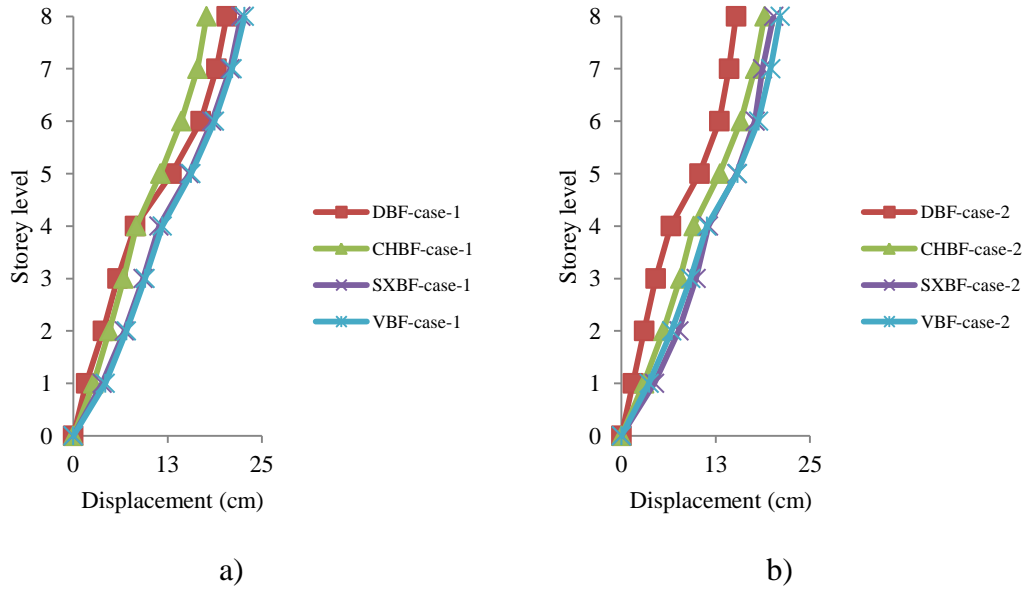 8
7
6
5
4
3
2
1
0
Storey level
0
13
25
Displacement (cm)
DBF-case-1
CHBF-case-1
SXBF-case-1
VBF-case-1
a)
8
7
6
5
4
3
2
1
0
Storey level
0
13
25
Displacement (cm)
DBF-case-2
CHBF-case-2
SXBF-case-2
VBF-case-2
b)